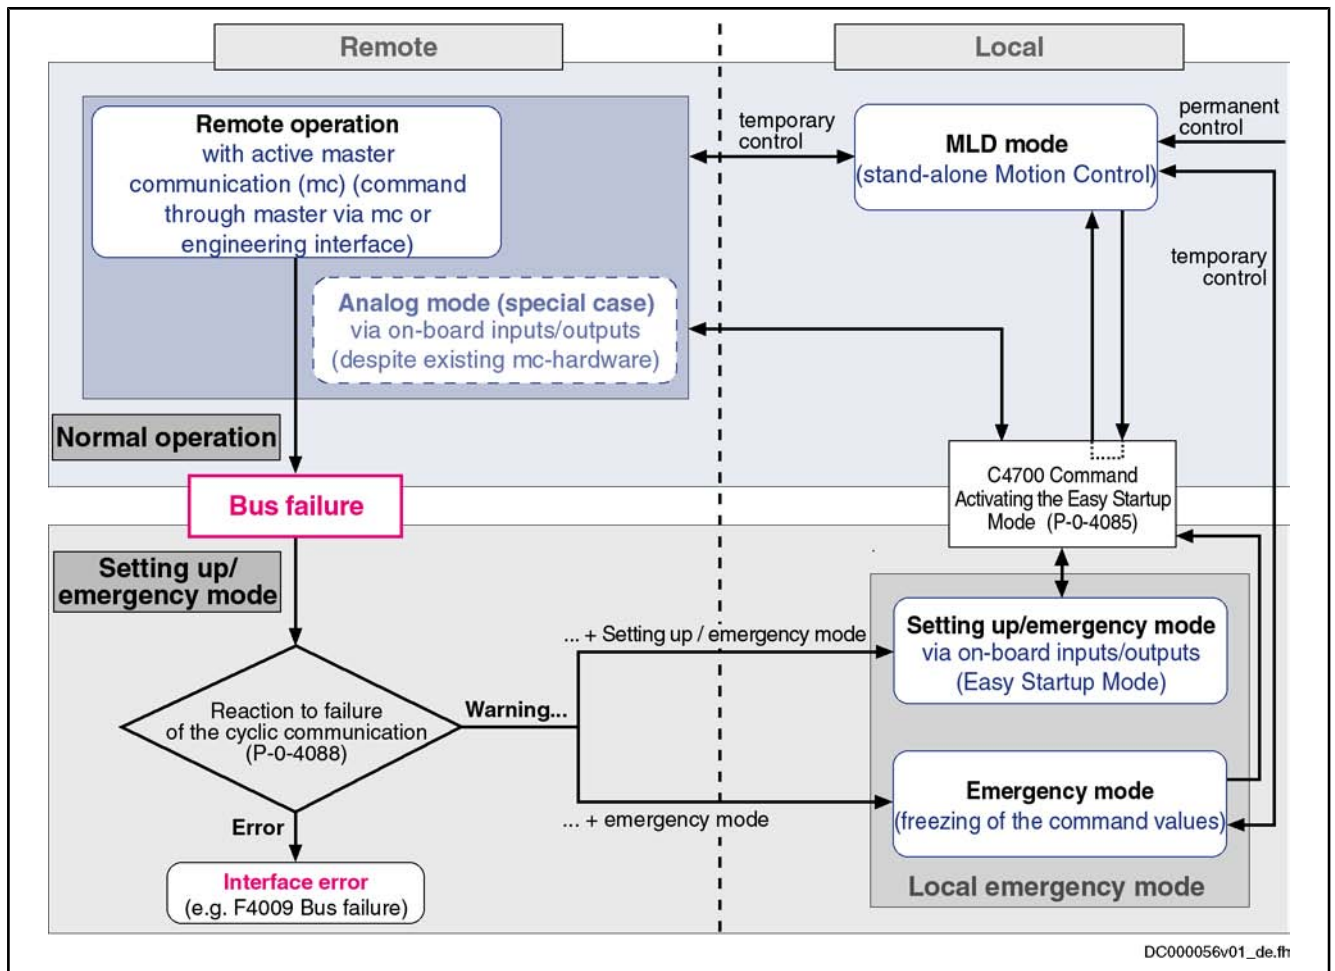 Remote
Local
Remote operation
with active master
communication (mc) (command
through master via mc or
engineering interface)
temporary
control
MLD mode
(stand-alone Motion Control)
permanent
control
temporary
control
Analog mode (special case)
via on-board inputs/outputs
(despite existing mc-hardware)
Normal operation
Bus failure
C4700 Command
Activating the Easy Startup
Mode (P-0-4085)
Setting up/
emergency mode
... + Setting up / emergency mode
Setting up/emergency mode
via on-board inputs/outputs
(Easy Startup Mode)
Reaction to failure
of the cyclic communication
(P-0-4088)
Warning...
Emergency mode
(freezing of the command values)
... + emergency mode
Error
Interface error
(e.g. F4009 Bus failure)
Local emergency mode
DC000056v01_de.fh